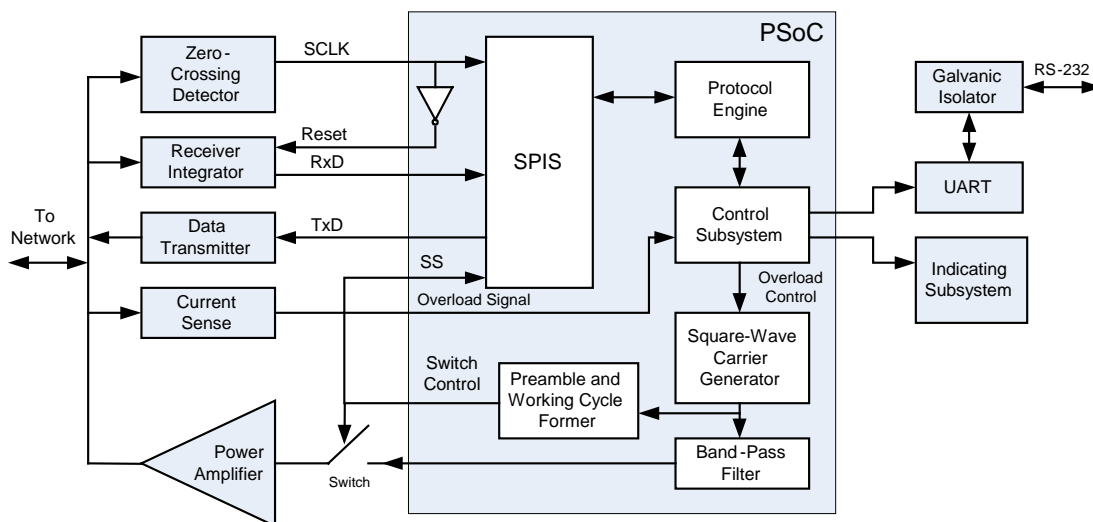 PSoC
Zero-
Crossing
Detector
SCLK
Reset
Receiver
Integrator
RxD
SPIS
Protocol
Engine
Galvanic
Isolator
RS-232
UART
To
Network
Data
Transmitter
TxD
Control
Subsystem
SS
Overload Signal
Overload
Control
Indicating
Subsystem
Current
Sense
Square-Wave
Carrier
Generator
Switch
Control
Preamble and
Working Cycle
Former
Power
Amplifier
Switch
Band-Pass
Filter